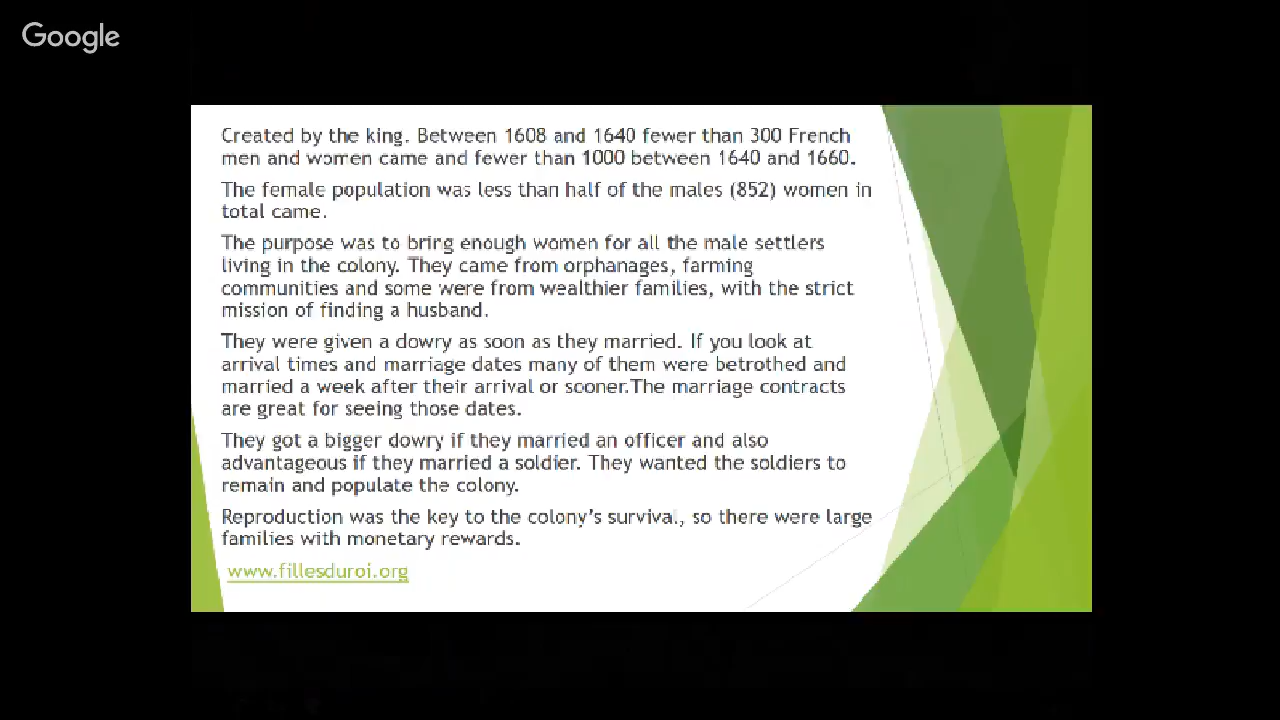 Google
Created by the king. Between 1608 and 1640 fewer than 300 French
men and women came and fewer than 1000 between 1640 and 1660.
The female population was less than half of the males (852) women in
total came.
The purpose was to bring enough women for all the male settlers
living in the colony. They came from orphanages, farming
communities and some were from wealthier families, with the strict
mission of finding a husband.
They were given a dowry as soon as they married. If you look at
arrival times and marriage dates many of them were betrothed and
married a week after their arrival or sooner.The marriage contracts
are great for seeing those dates.
They got a bigger dowry if they married an officer and also
advantageous if they married a soldier. They wanted the soldiers to
remain and populate the colony.
Reproduction was the key to the colony's survival, so there were large
families with monetary rewards.
www.fillesduroi.org